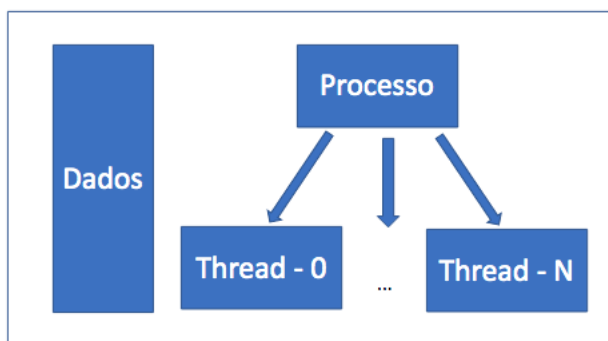 Processo
Dados
Thread - 0
...
Thread - N